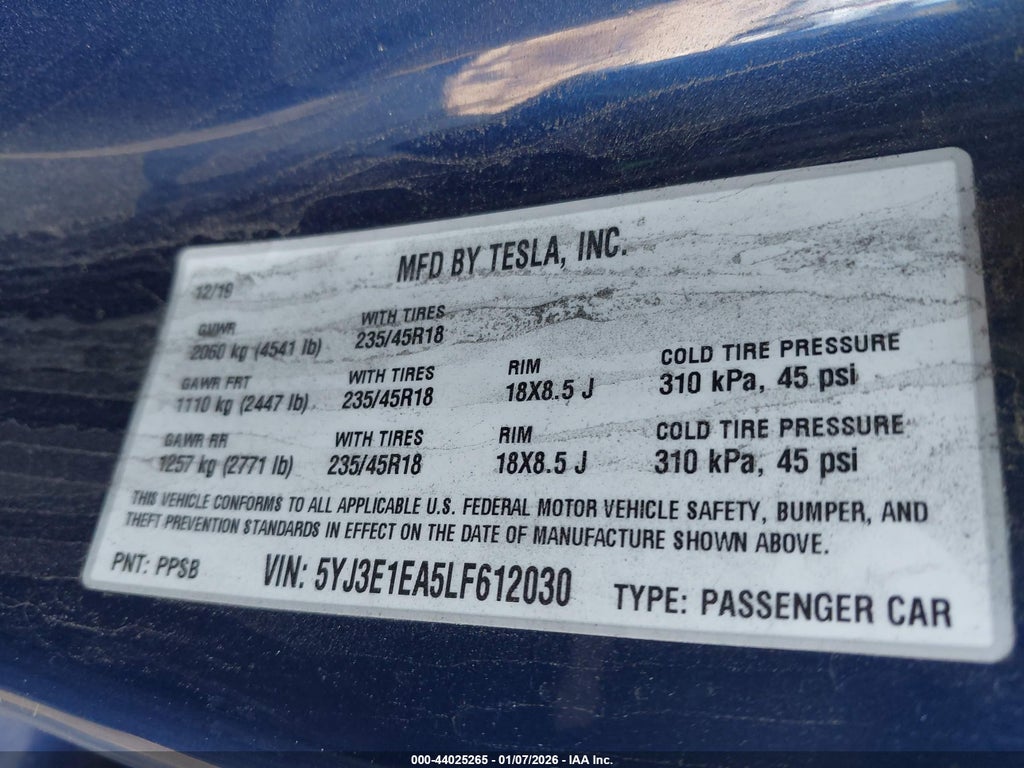 MFD BY TESLA, INC.
12/19
GVWR
2060 kg (4541 lb)
WITH TIRES
235/45R18
GAWR FRT
1110 kg (2447 lb)
WITH TIRES
235/45R18
RIM
18X8.5 J
COLD TIRE PRESSURE
310 kPa, 45 psi
GAWR RR
1257 kg (2771 lb)
WITH TIRES
235/45R18
RIM
18X8.5 J
COLD TIRE PRESSURE
310 kPa, 45 psi
THIS VEHICLE CONFORMS TO ALL APPLICABLE U.S. FEDERAL MOTOR VEHICLE SAFETY, BUMPER, AND
THEFT PREVENTION STANDARDS IN EFFECT ON THE DATE OF MANUFACTURE SHOWN ABOVE.
PNT: PPSB
VIN: 5YJ3E1EA5LF612030
TYPE: PASSENGER CAR
000-44025265 - 01/07/2026 - IAA Inc.